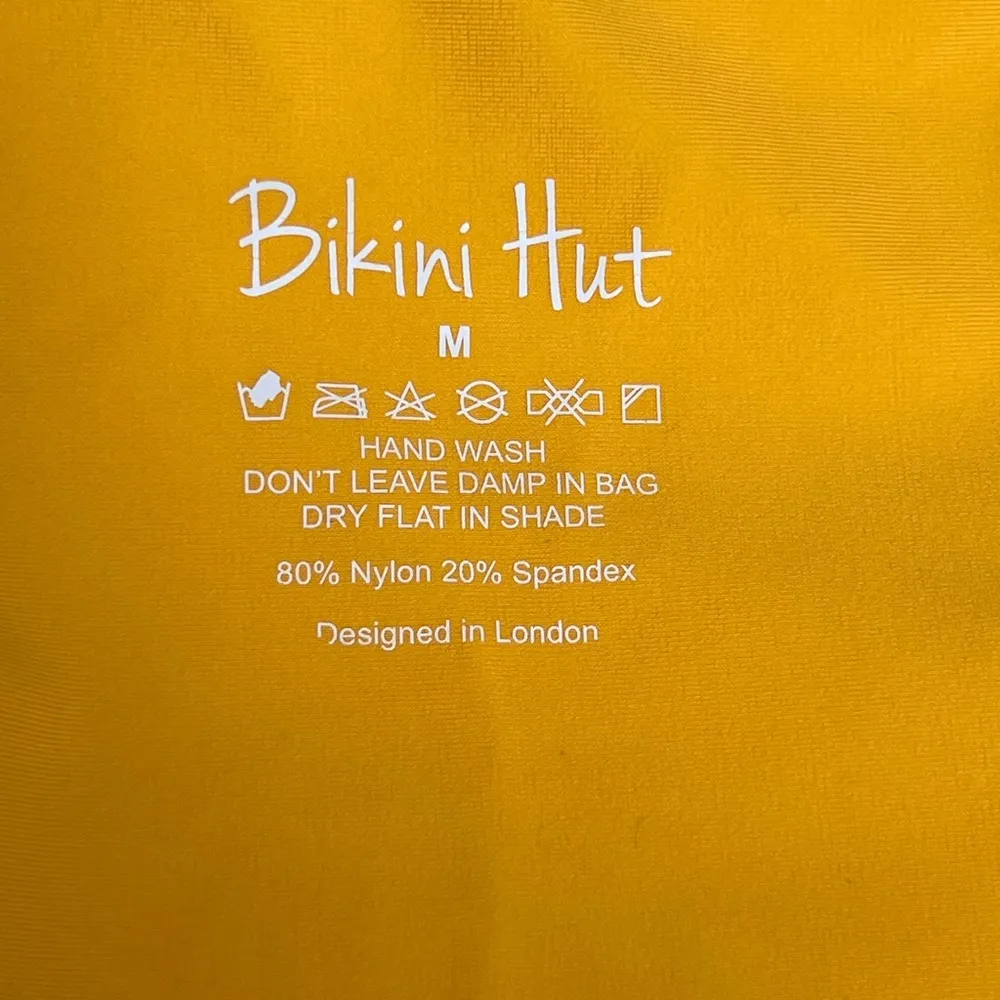 Bikini Hut
M
HAND WASH
DON'T LEAVE DAMP IN BAG
DRY FLAT IN SHADE
80% Nylon 20% Spandex
Designed in London